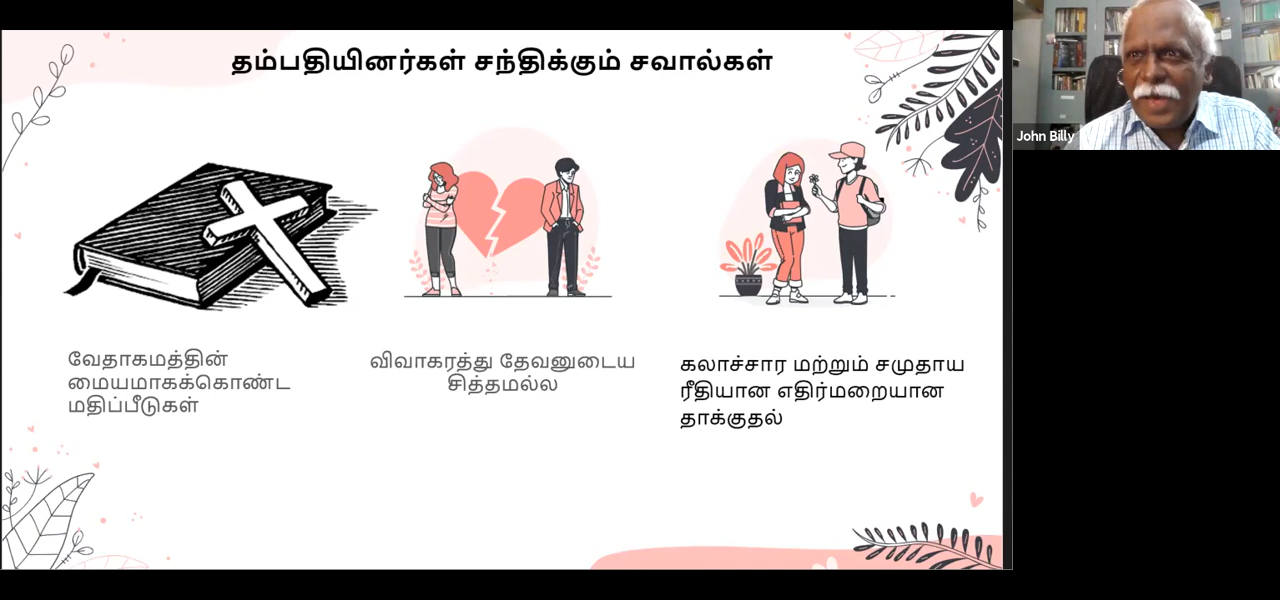 தம்பதியினர்கள் சந்திக்கும் சவால்கள்
John Billy
வேதாகமத்தின்
மையமாகக்கொண்ட
மதிப்பீடுகள்
விவாகரத்து தேவனுடைய
சித்தமல்ல
கலாச்சார மற்றும் சமுதாய
ரீதியான எதிர்மறையான
தாக்குதல்